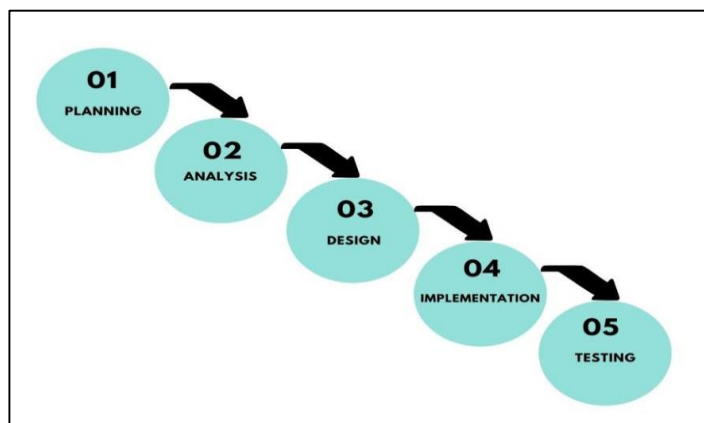 01
PLANNING
02
ANALYSIS
03
DESIGN
04
IMPLEMENTATION
05
TESTING